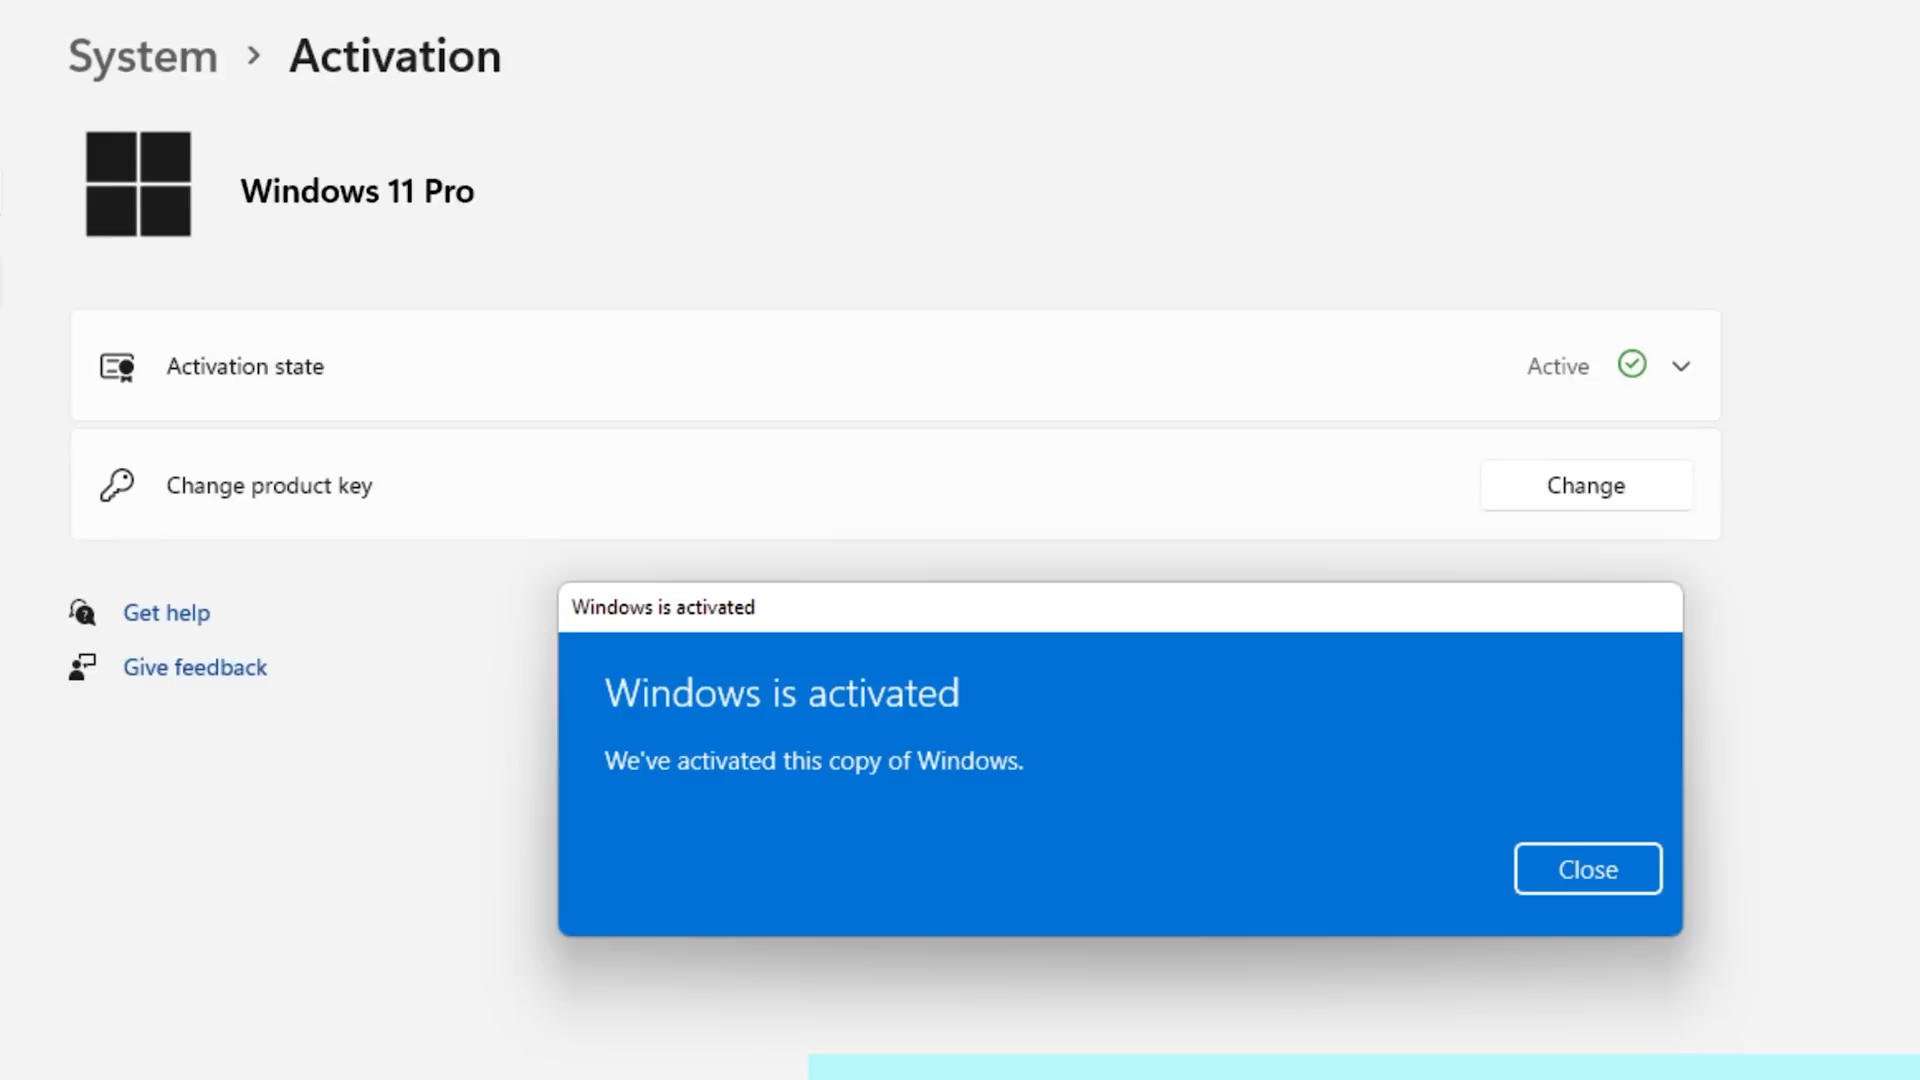 System > Activation
Windows 11 Pro
Activation state
Active
Change product key
Change
Get help
Give feedback
Windows is activated
Windows is activated
We've activated this copy of Windows.
Close